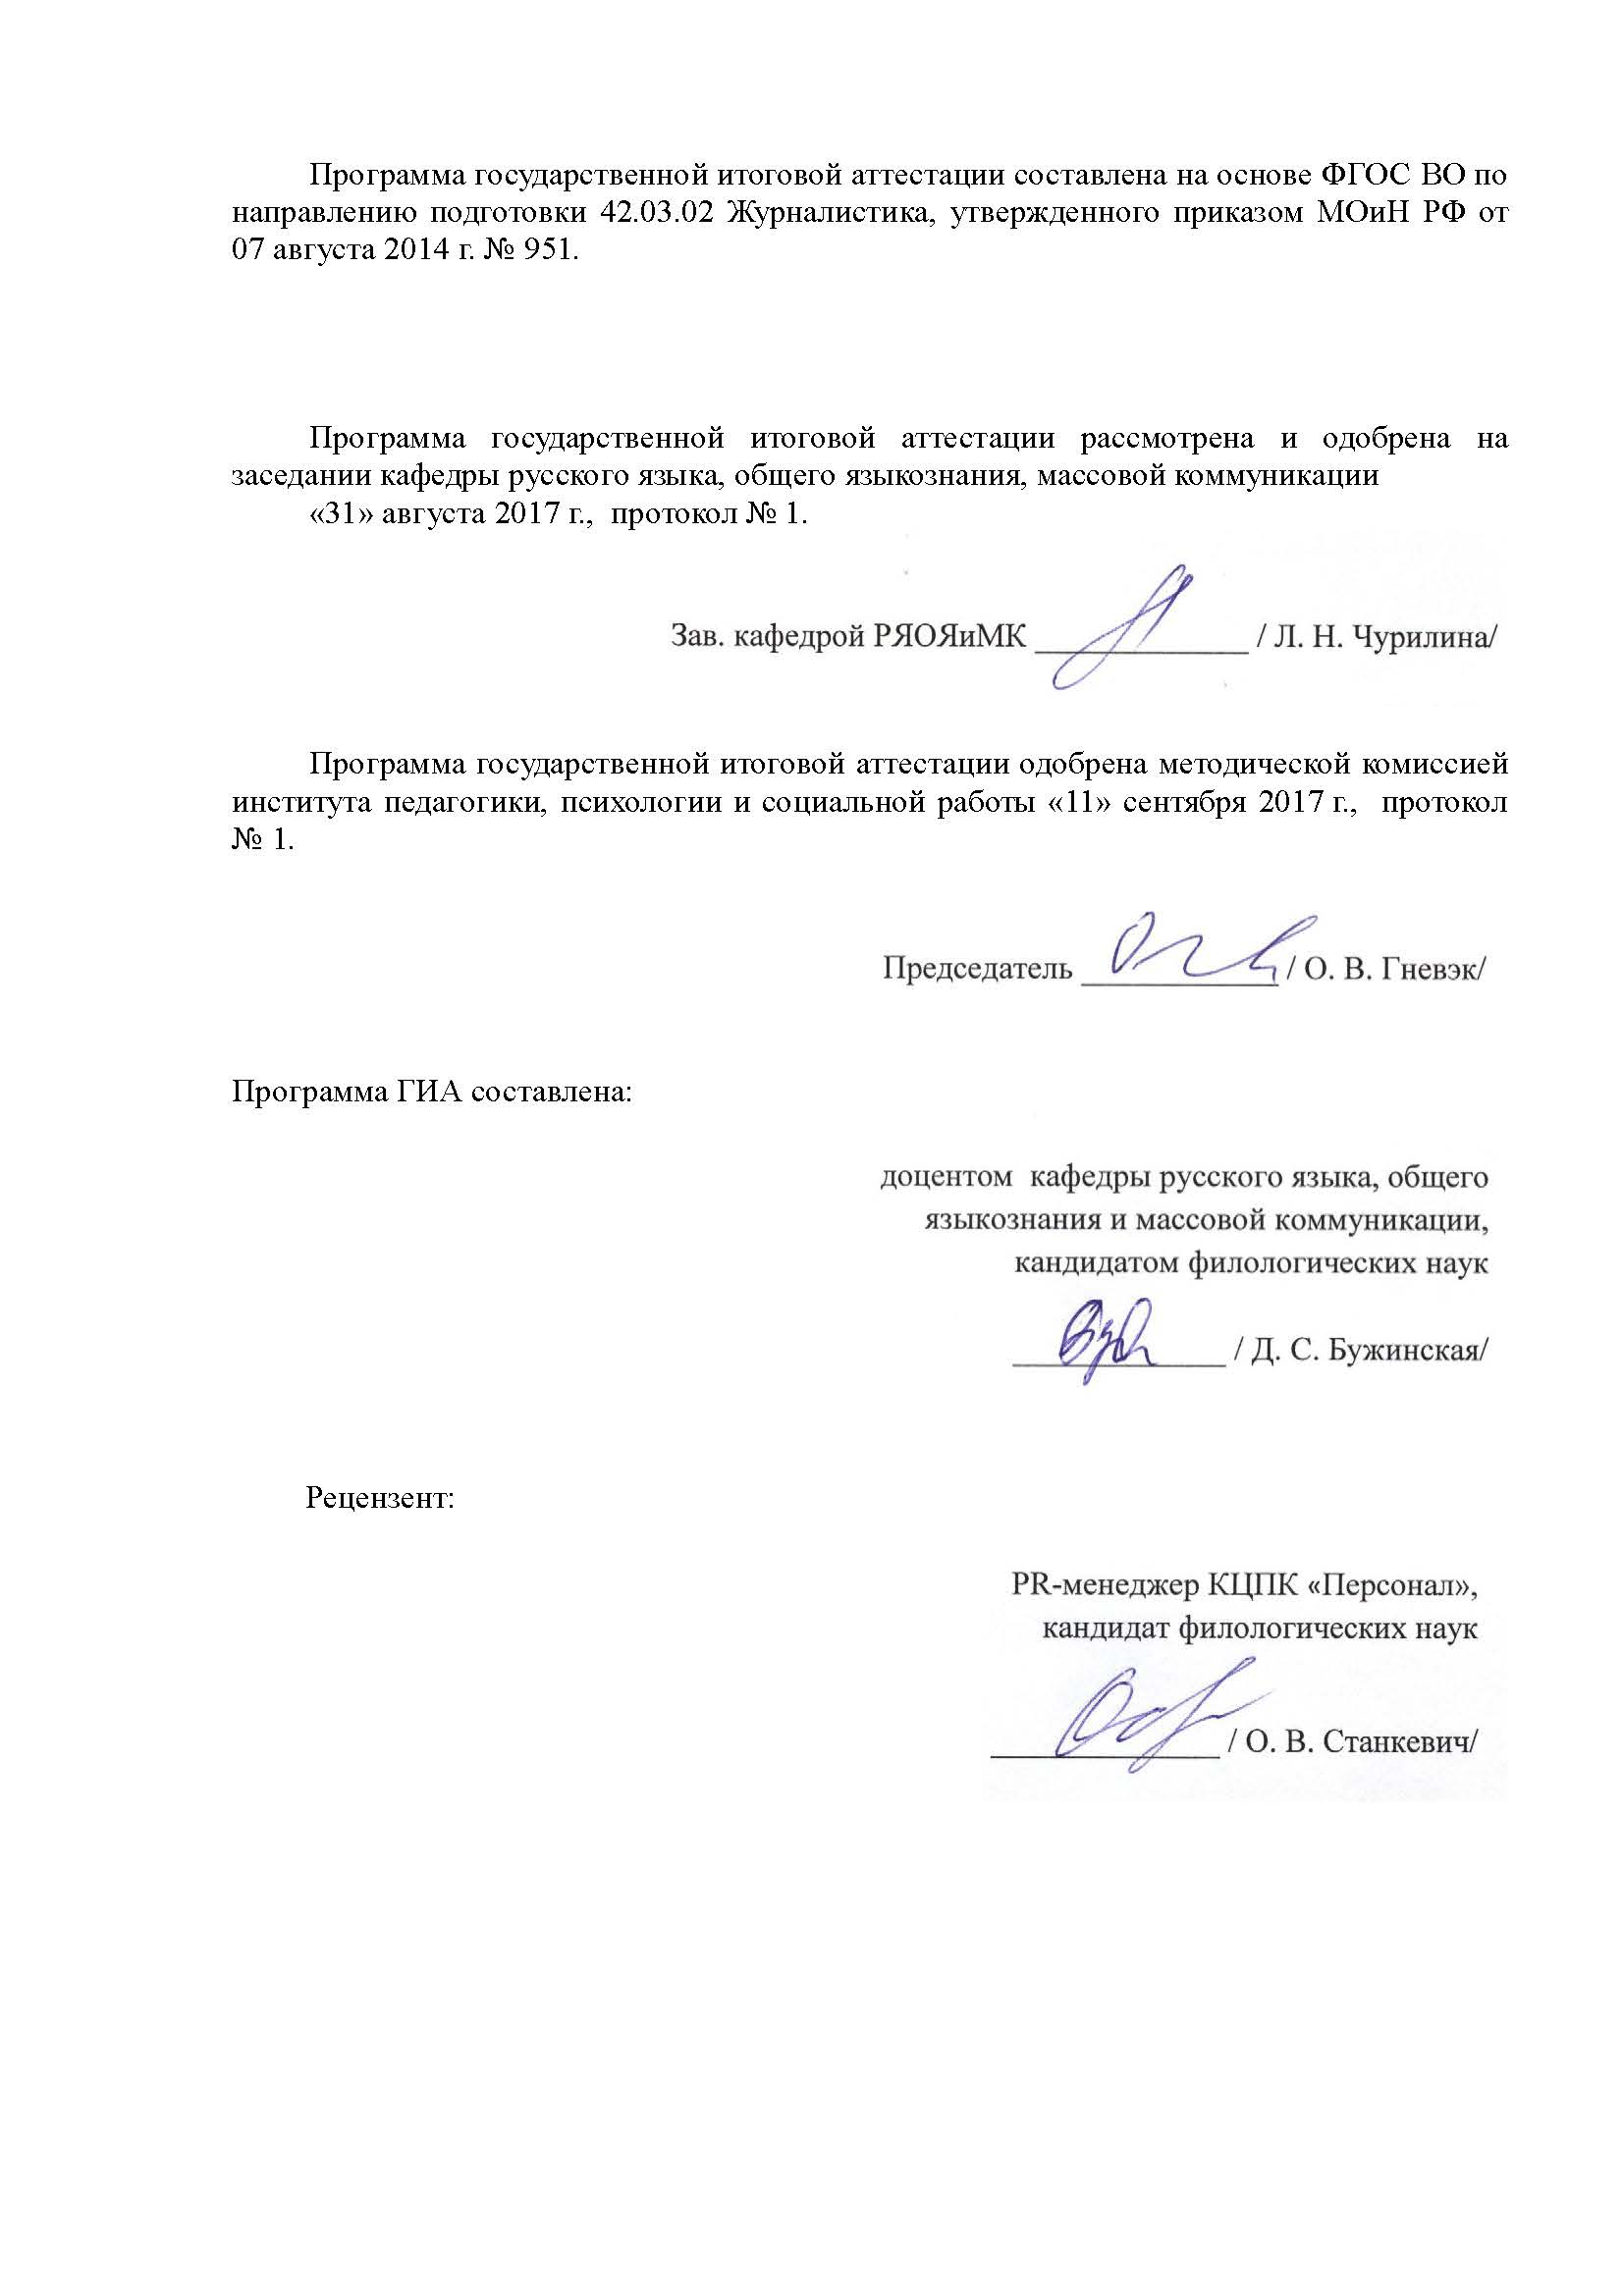 Программа государственной итоговой аттестации составлена на основе ФГОС ВО по
направлению подготовки 42.03.02 Журналистика, утвержденного приказом МОиН РФ от
07 августа 2014 г. № 951.
Программа государственной итоговой аттестации рассмотрена и одобрена на
заседании кафедры русского языка, общего языкознания, массовой коммуникации
«31» августа 2017 г., протокол № 1.
Зав. кафедрой РЯОЯиМК _____________ / Л. Н. Чурилина/
Программа государственной итоговой аттестации одобрена методической комиссией
института педагогики, психологии и социальной работы «11» сентября 2017 г., протокол
№ 1.
Председатель ____________ / О. В. Гневэк/
Программа ГИА составлена:
доцентом кафедры русского языка, общего
языкознания и массовой коммуникации,
кандидатом филологических наук
_____________ / Д. С. Бужинская/
Рецензент:
PR-менеджер КЦПК «Персонал»,
кандидат филологических наук
______________ / О. В. Станкевич/